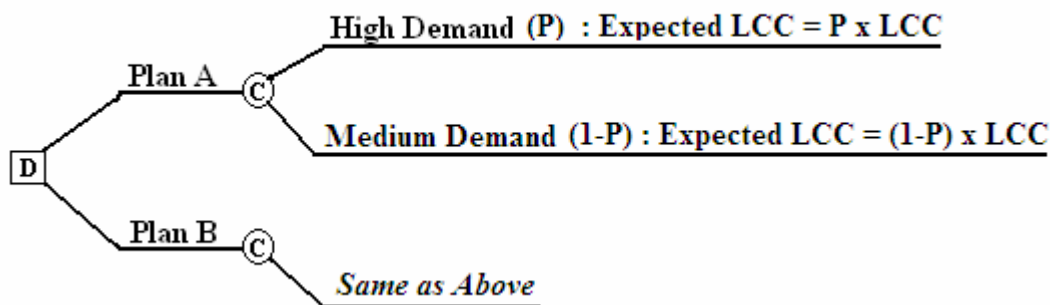 High Demand (P) : Expected LCC = P x LCC
Plan A
C
Medium Demand (1-P) : Expected LCC = (1-P) x LCC
D
Plan B
C
Same as Above